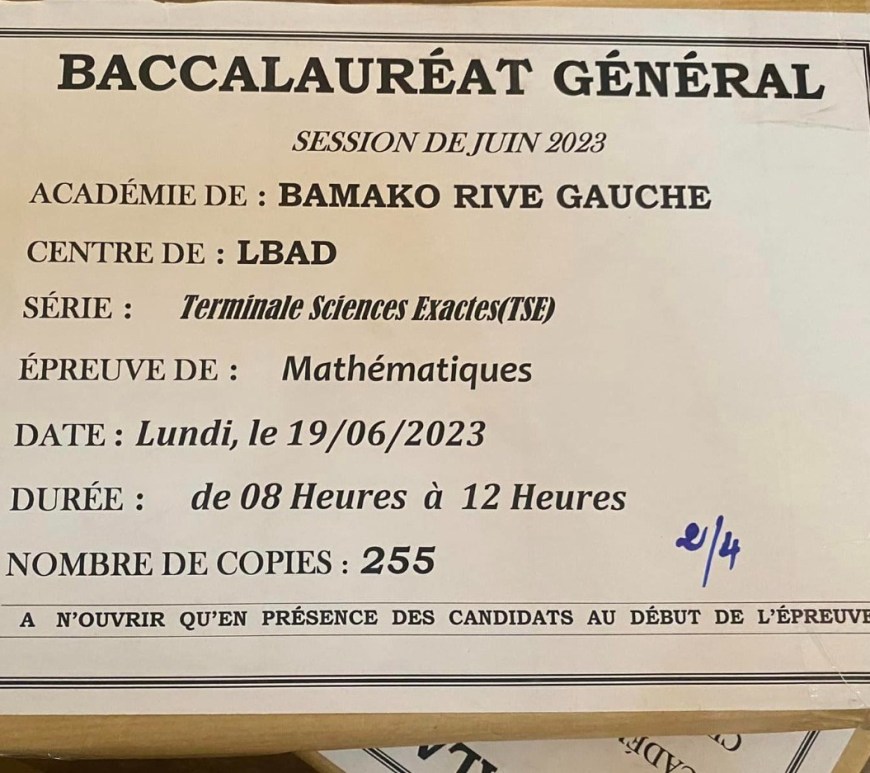 BACCALAURÉAT GÉNÉRAL
SESSION DE JUIN 2023
ACADÉMIE DE : BAMAKO RIVE GAUCHE
CENTRE DE : LBAD
SÉRIE : Terminale Sciences Exactes(TSE)
ÉPREUVE DE : Mathématiques
DATE : Lundi, le 19/06/2023
DURÉE : de 08 Heures à 12 Heures
NOMBRE DE COPIES : 255
2/4
A N'OUVRIR QU'EN PRÉSENCE DES CANDIDATS AU DÉBUT DE L'ÉPREUVE